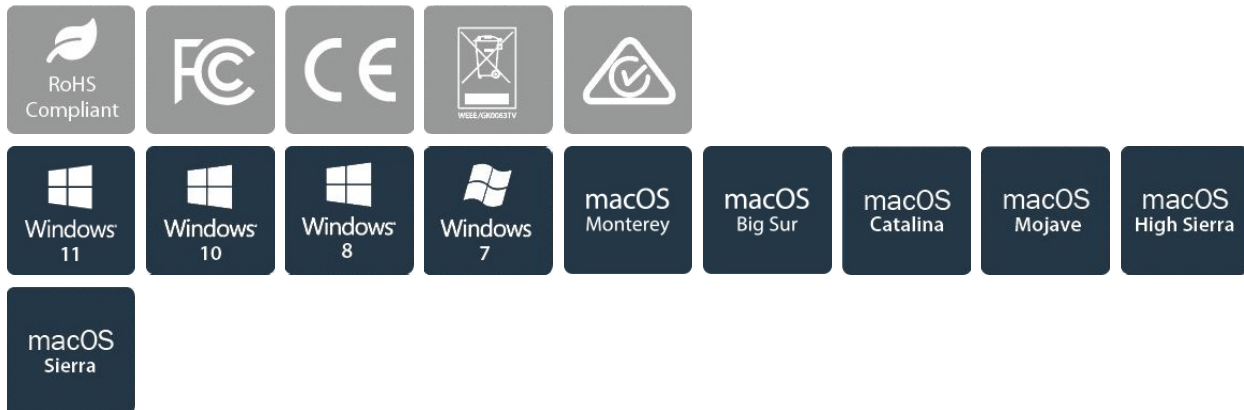 RoHS
Compliant
FC
CE
WEEE/GK0063TV
Windows
11
Windows
10
Windows
8
Windows
7
macOS
Monterey
macOS
Big Sur
macOS
Catalina
macOS
Mojave
macOS
High Sierra
macOS
Sierra